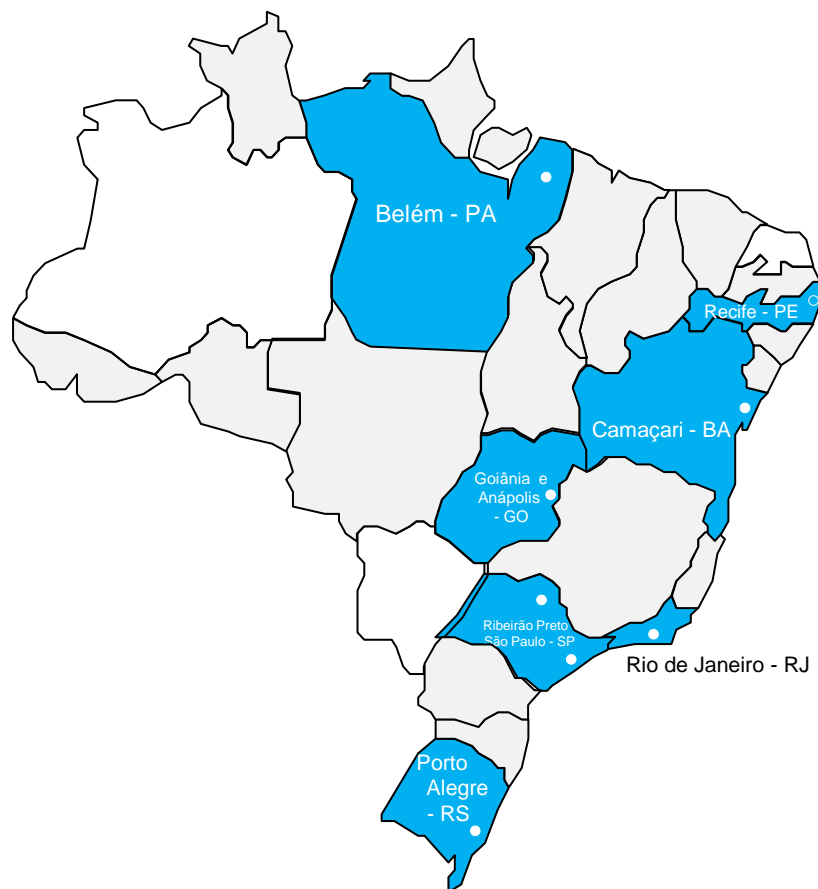 Belém - PA
Recife - PE
Camaçari - BA
Goiânia e
Anápolis
- GO
Ribeirão Preto
São Paulo - SP
Rio de Janeiro - RJ
Porto
Alegre
- RS